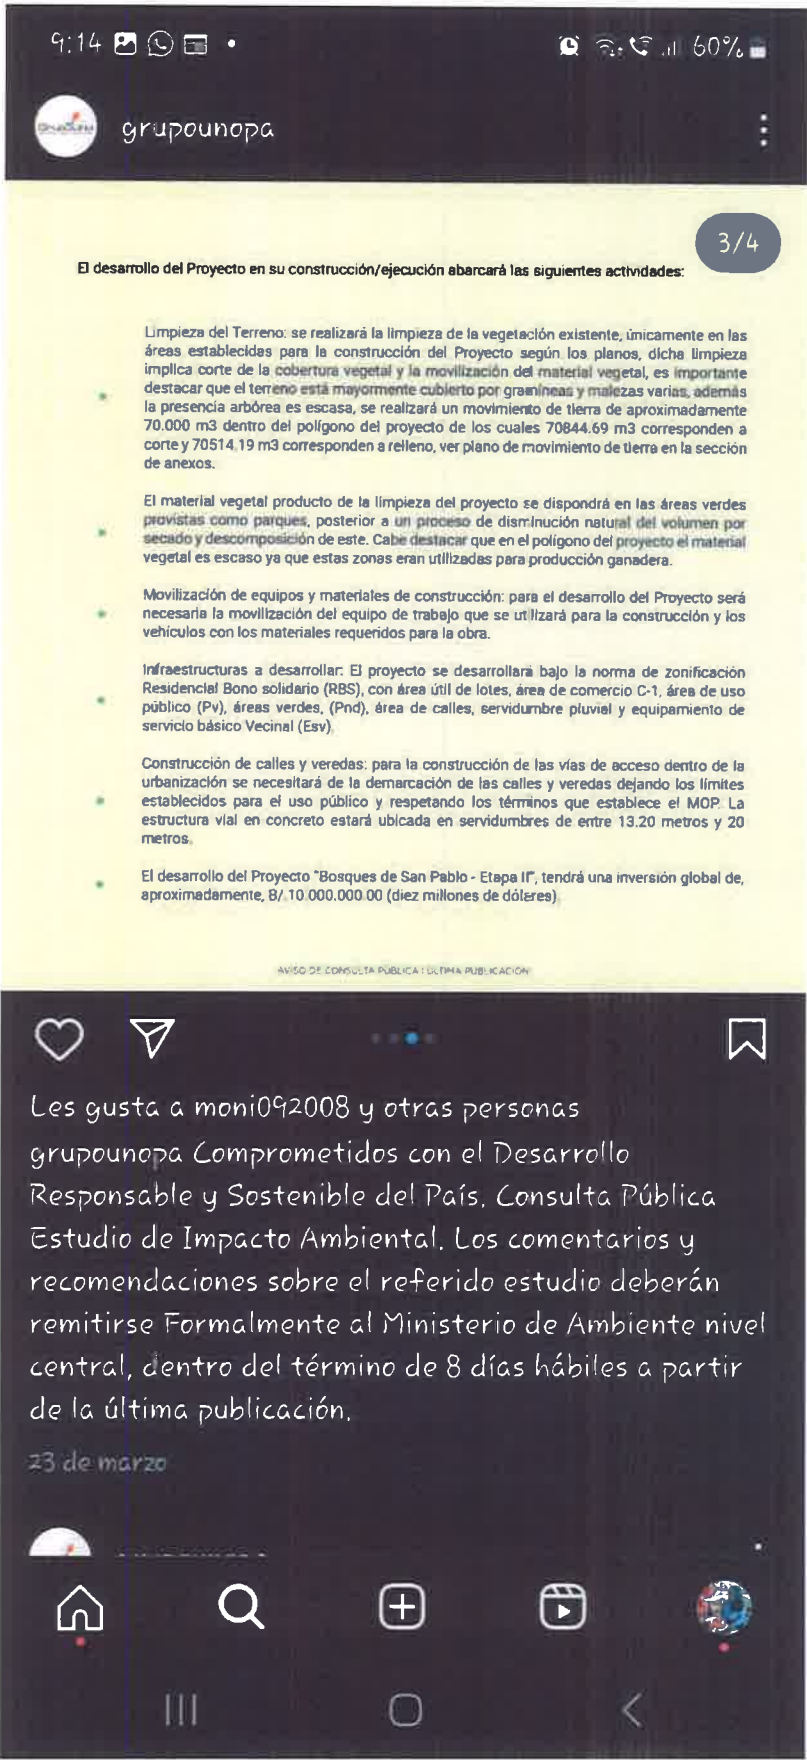 9:14
60%
grupounopa
3/4
El desarrollo del Proyecto en su construcción/ejecución abarcará las siguientes actividades:
Limpieza del Terreno: se realizará la limpieza de la vegetación existente, únicamente en las
áreas establecidas para la construcción del Proyecto según los planos, dicha limpieza
implica corte de la cobertura vegetal y la movilización del material vegetal, es importante
destacar que el terreno está mayormente cubierto por gramíneas y malezas varias, además
la presencia arbórea es escasa, se realizará un movimiento de tierra de aproximadamente
70.000 m3 dentro del polígono del proyecto de los cuales 70844.69 m3 corresponden a
corte y 70514.19 m3 corresponden a relleno, ver plano de movimiento de tierra en la sección
de anexos.
El material vegetal producto de la limpieza del proyecto se dispondrá en las áreas verdes
provistas como parques, posterior a un proceso de disminución natural del volumen por
secado y descomposición de este. Cabe destacar que en el polígono del proyecto el material
vegetal es escaso ya que estas zonas eran utilizadas para producción ganadera.
Movilización de equipos y materiales de construcción: para el desarrollo del Proyecto será
necesaria la movilización del equipo de trabajo que se utilizará para la construcción y los
vehículos con los materiales requeridos para la obra.
Infraestructuras a desarrollar: El proyecto se desarrollará bajo la norma de zonificación
Residencial Bono solidario (RBS), con área útil de lotes, área de comercio C-1, área de uso
público (Pv), áreas verdes, (Pnd), área de calles, servidumbre pluvial y equipamiento de
servicio básico Vecinal (Esv)
Construcción de calles y veredas: para la construcción de las vías de acceso dentro de la
urbanización se necesitará de la demarcación de las calles y veredas dejando los límites
establecidos para el uso público y respetando los términos que establece el MOP. La
estructura vial en concreto estará ubicada en servidumbres de entre 13.20 metros y 20
metros.
El desarrollo del Proyecto "Bosques de San Pablo - Etapa II", tendrá una inversión global de,
aproximadamente, B/.10.000.000.00 (diez millones de dólares)
AVISO DE CONSULTA PÚBLICA : ÚLTIMA PUBLICACIÓN
Les gusta a moni092008 y otras personas
grupounopa Comprometidos con el Desarrollo
Responsable y Sostenible del País. Consulta Pública
Estudio de Impacto Ambiental. Los comentarios y
recomendaciones sobre el referido estudio deberán
remitirse Formalmente al Ministerio de Ambiente nivel
central, dentro del término de 8 días hábiles a partir
de la última publicación.
23 de marzo